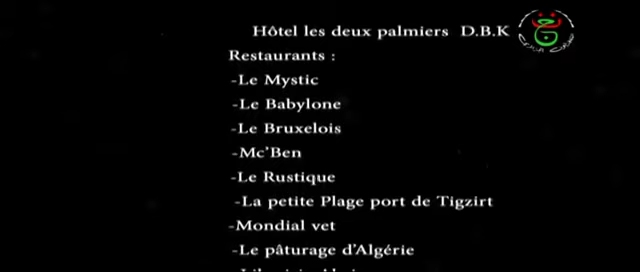 Hôtel les deux palmiers D.B.K
Restaurants :
-Le Mystic
-Le Babylone
-Le Bruxelois
-Mc'Ben
-Le Rustique
-La petite Plage port de Tigzirt
-Mondial vet
-Le pâturage d'Algérie